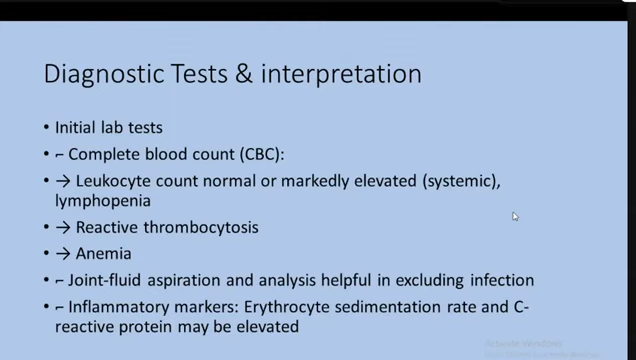 Diagnostic Tests & interpretation
• Initial lab tests
• ⌐ Complete blood count (CBC):
• → Leukocyte count normal or markedly elevated (systemic),
lymphopenia
• → Reactive thrombocytosis
• → Anemia
• ⌐ Joint-fluid aspiration and analysis helpful in excluding infection
• ⌐ Inflammatory markers: Erythrocyte sedimentation rate and C-
reactive protein may be elevated
Activate Windows